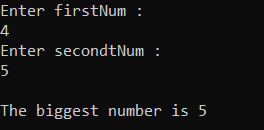 Enter firstNum :
4
Enter secondtNum :
5
The biggest number is 5